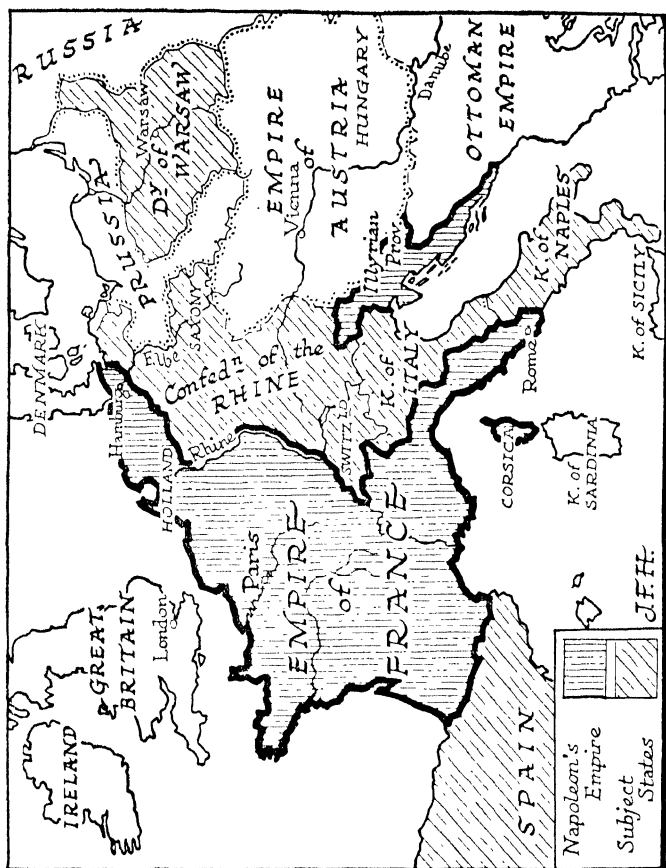 RUSSIA
DENMARK
PRUSSIA
Warsaw
Dy. of
WARSAW
IRELAND
GREAT
BRITAIN
London
HOLLAND
Hamburg
Elbe
SAXONY
Rhine
Confedn of the
RHINE
EMPIRE
of
AUSTRIA
Vienna
HUNGARY
Paris
EMPIRE
of
FRANCE
SWITZLD
K. of
ITALY
Illyrian
Prov.
Danube
OTTOMAN
EMPIRE
SPAIN
CORSICA
Rome
K. of
NAPLES
K. of
SARDINIA
K. of SICILY
Napoleon's
Empire
Subject
States
J.F.H.